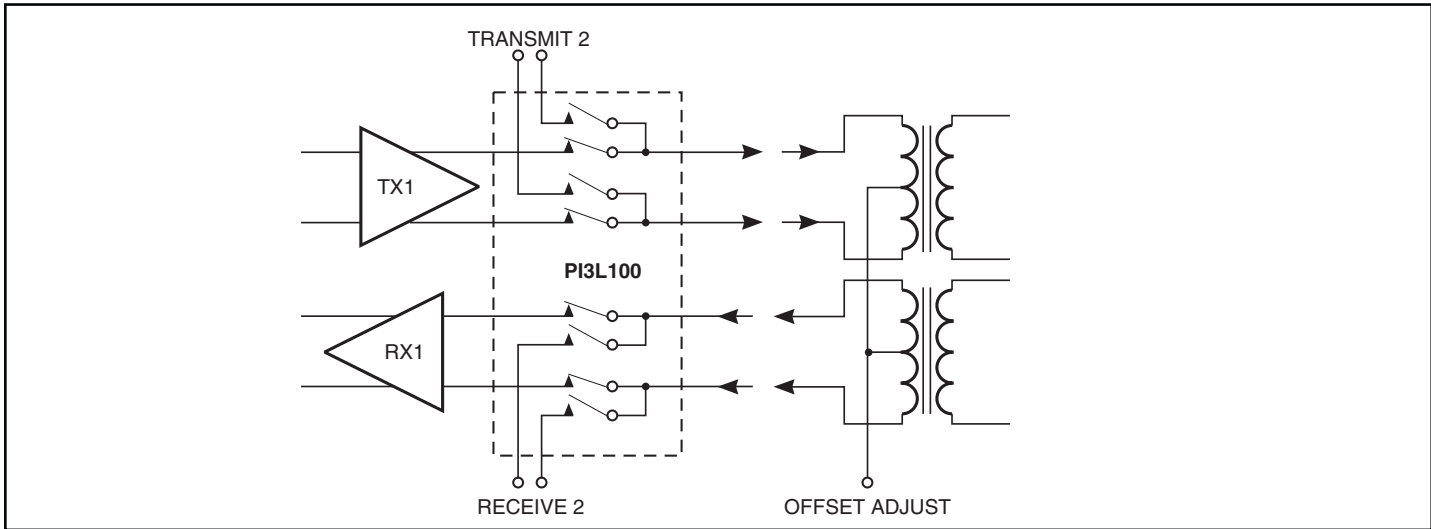 TRANSMIT 2
TX1
PI3L100
RX1
RECEIVE 2
OFFSET ADJUST